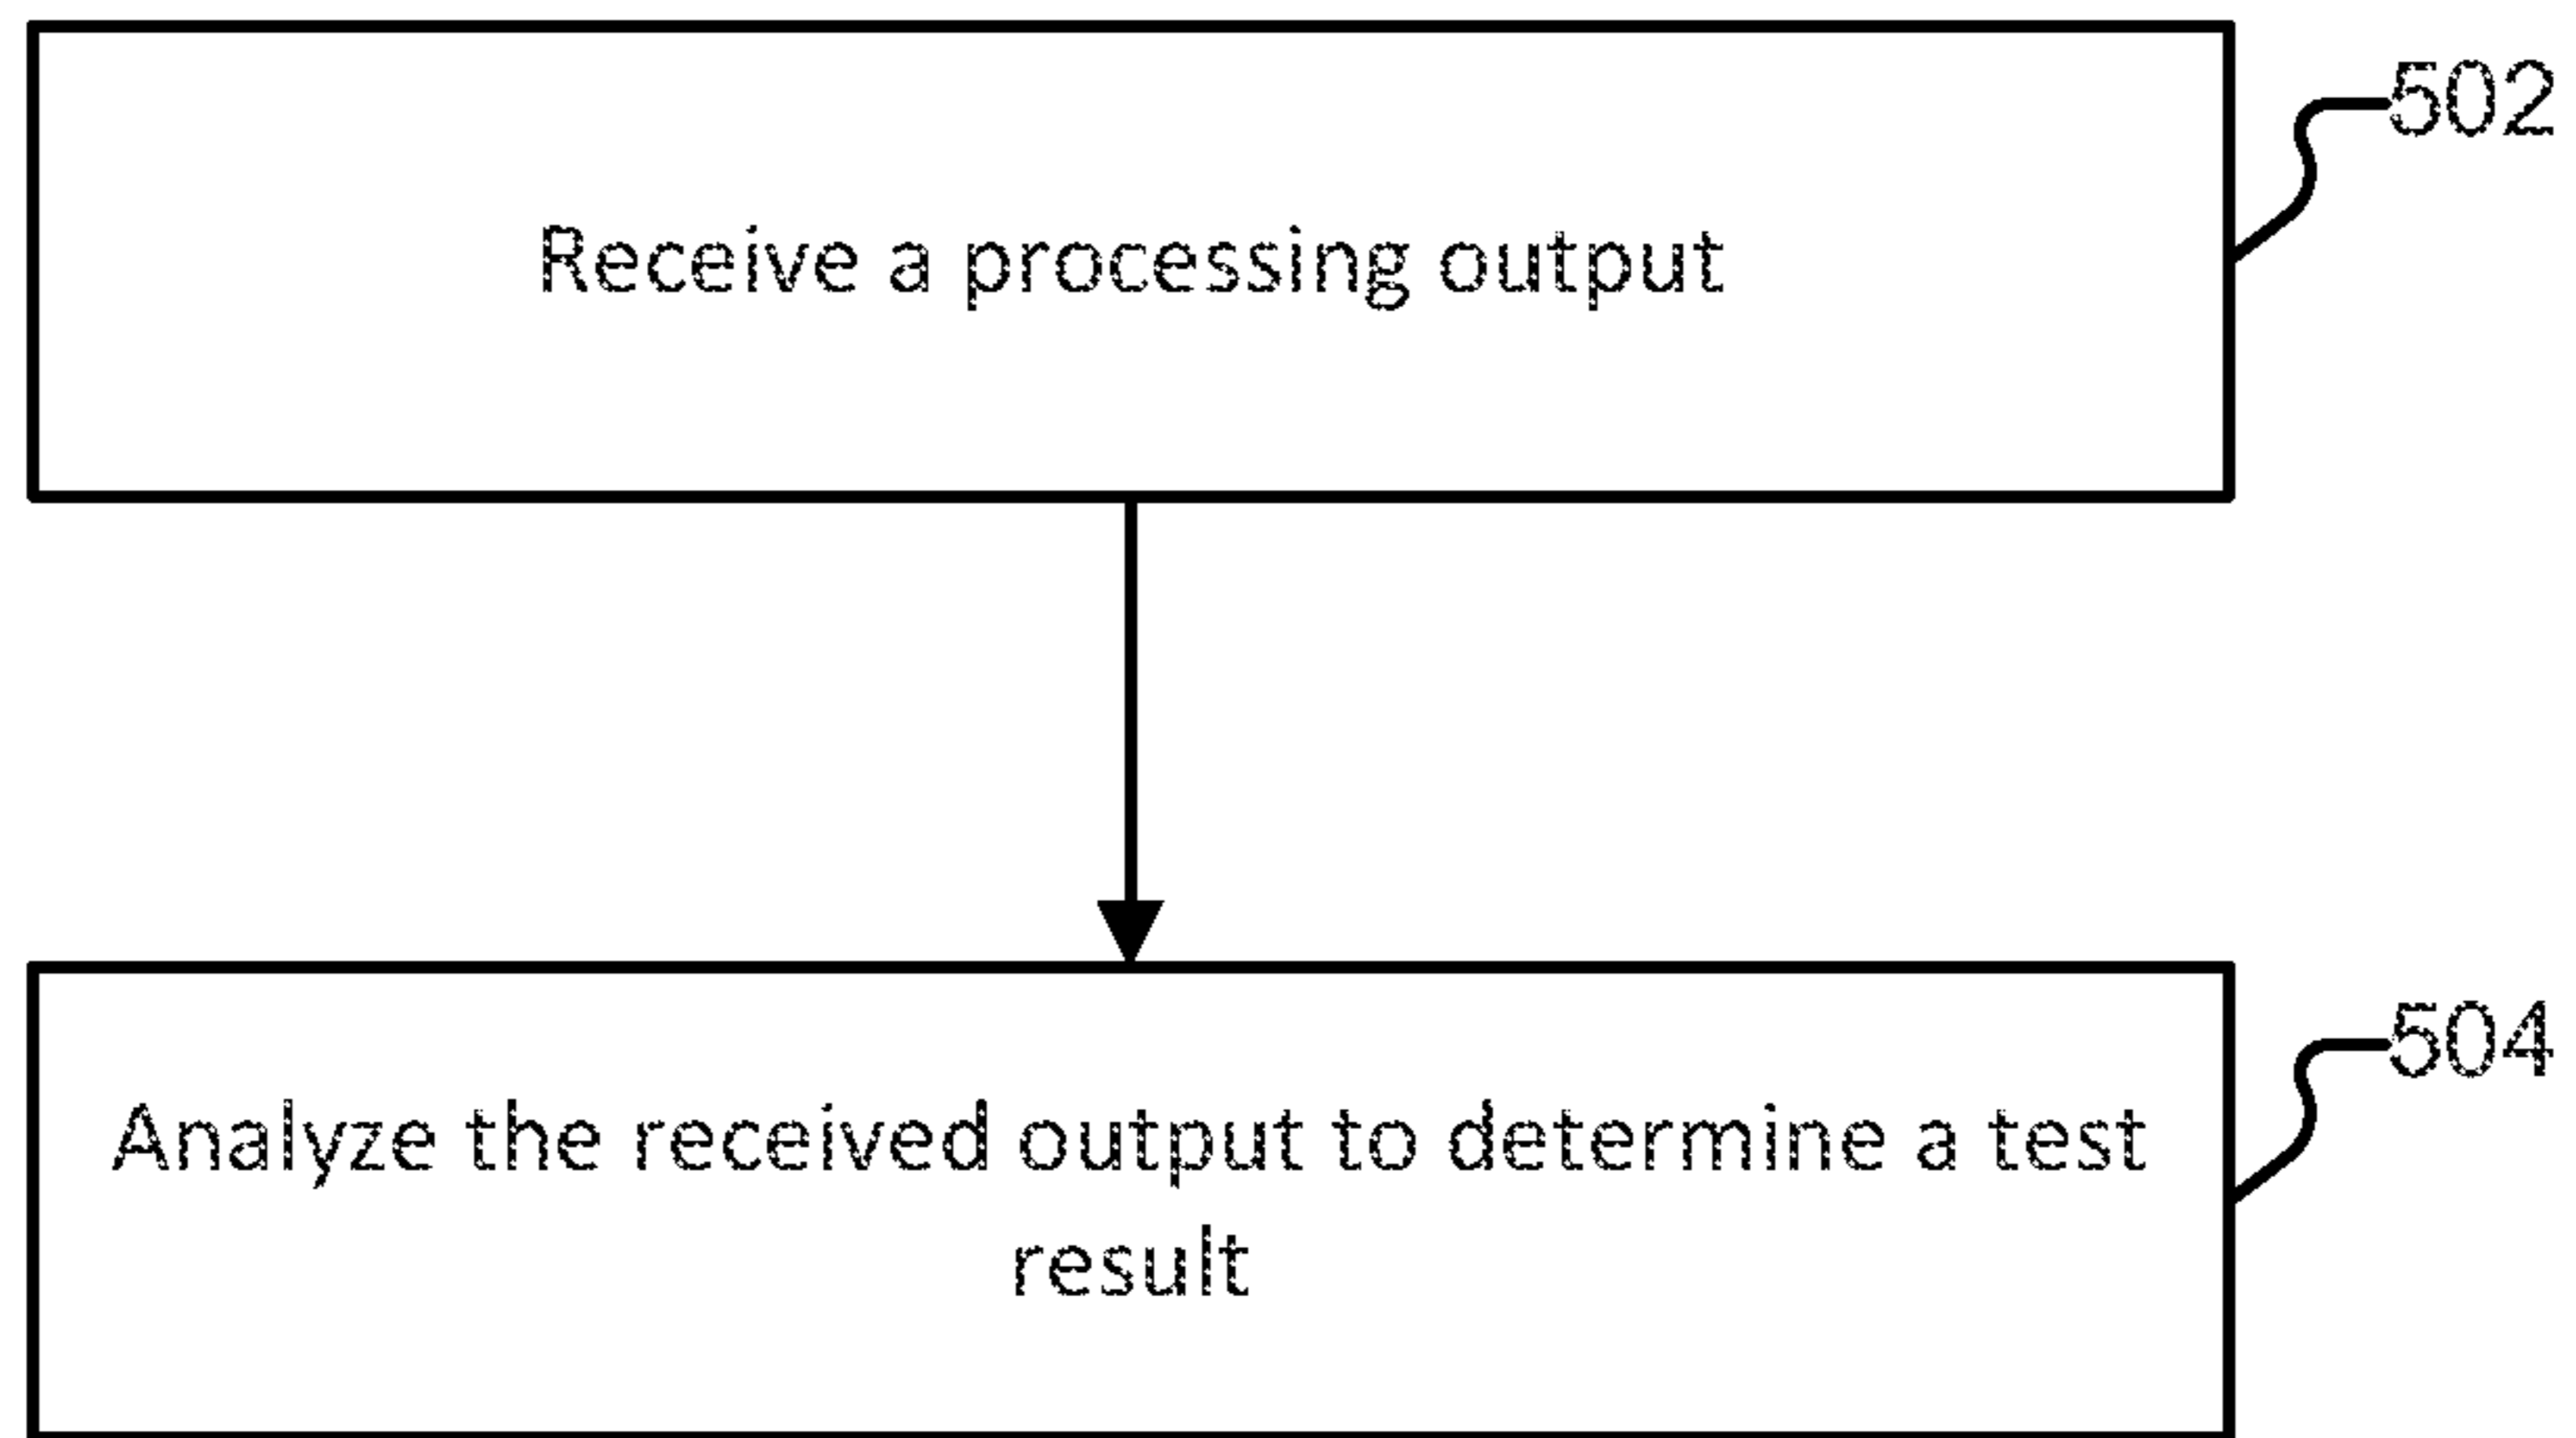 502
Receive a processing output
504
Analyze the received output to determine a test
result